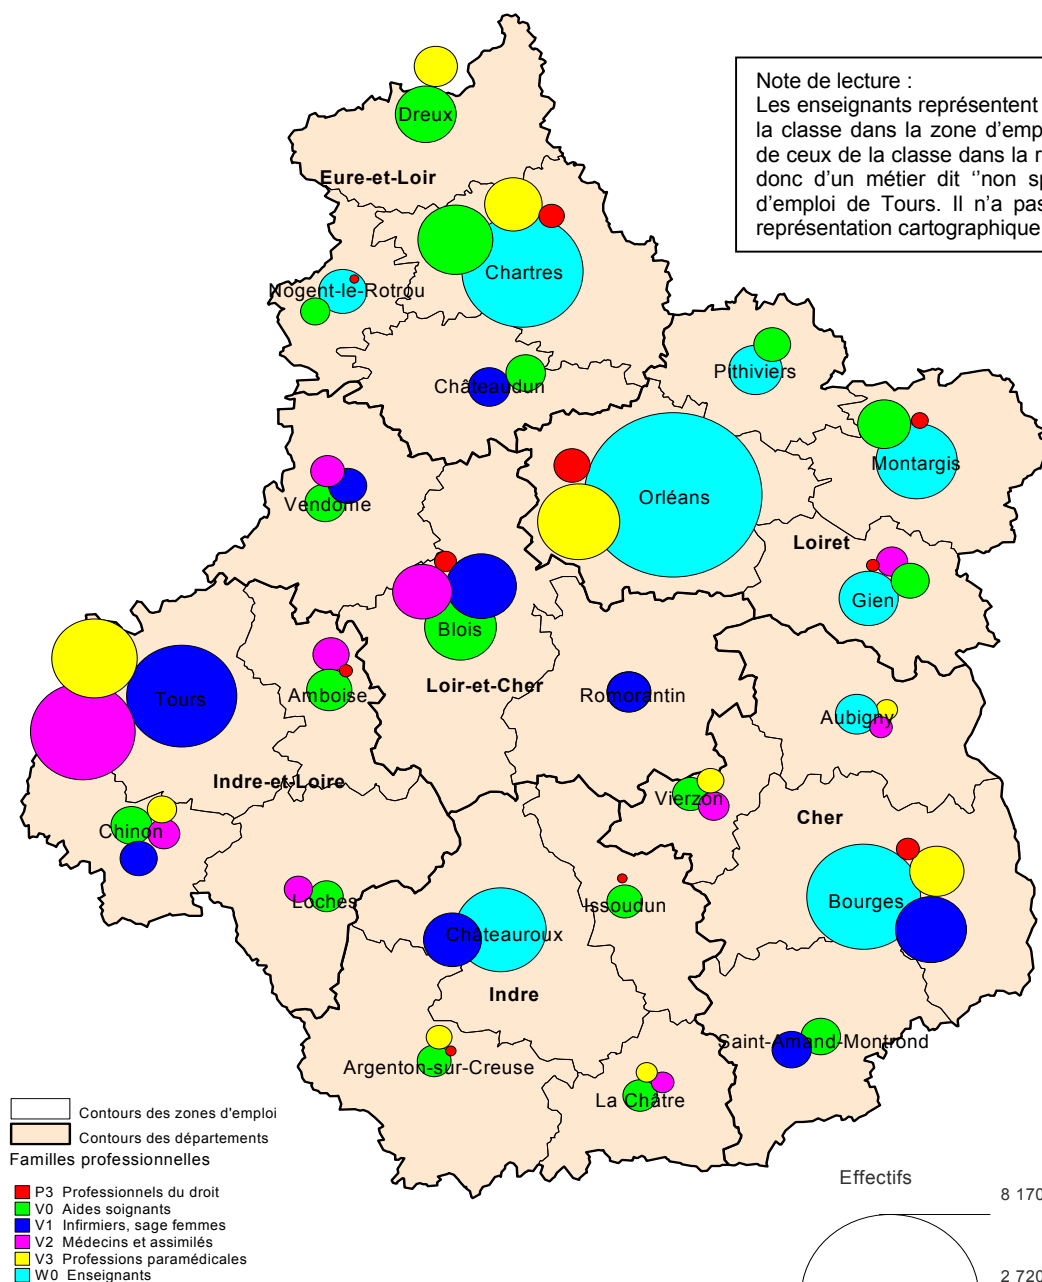 Note de lecture :
Les enseignants représentent
la classe dans la zone d'emp
de ceux de la classe dans la r
donc d'un métier dit ‘’non sp
d'emploi de Tours. Il n'a pas
représentation cartographique
Dreux
Eure-et-Loir
Chartres
Nogent-le-Rotrou
Châteaudun
Pithiviers
Montargis
Orléans
Vendome
Loiret
Gien
Blois
Tours
Amboise
Loir-et-Cher
Romorantin
Aubigny
Indre-et-Loire
Vierzon
Cher
Chinon
Loches
Issoudun
Bourges
Châteauroux
Indre
Saint-Amand-Montrond
Argenton-sur-Creuse
La Châtre
Contours des zones d'emploi
Contours des départements
Familles professionnelles
P3 Professionnels du droit
V0 Aides soignants
V1 Infirmiers, sage femmes
V2 Médecins et assimilés
V3 Professions paramédicales
W0 Enseignants
Effectifs
8 170
2 720